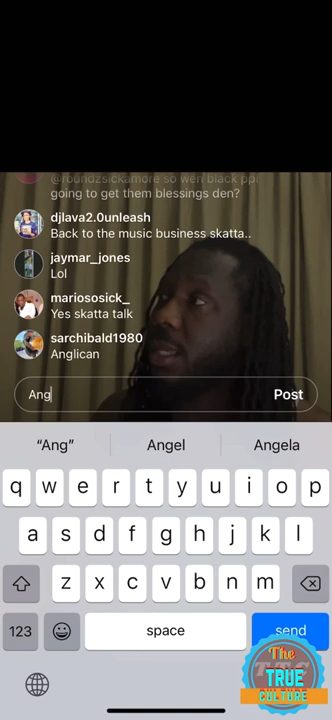 @roundzsickamore so wen black ppl
going to get them blessings den?
djlava2.0unleash
Back to the music business skatta..
jaymar_jones
Lol
mariososick_
Yes skatta talk
sarchibald1980
Anglican
Ang
Post
“Ang” Angel Angela
q w e r t y u i o p
a s d f g h j k l
z x c v b n m
123 space send
The
TRUE
CULTURE